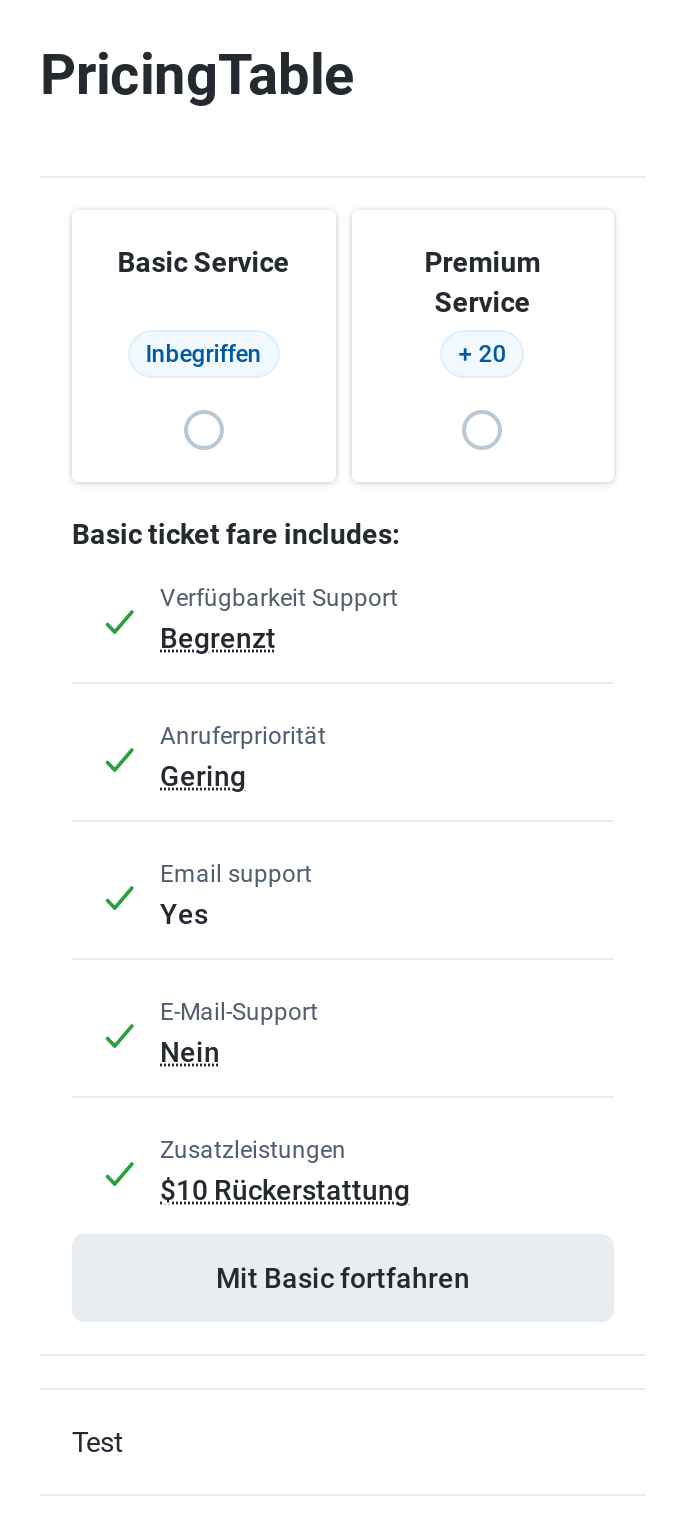 PricingTable
Basic Service
Premium
Service
Inbegriffen
+ 20
Basic ticket fare includes:
Verfügbarkeit Support
Begrenzt
Anruferpriorität
Gering
Email support
Yes
E-Mail-Support
Nein
Zusatzleistungen
$10 Rückerstattung
Mit Basic fortfahren
Test